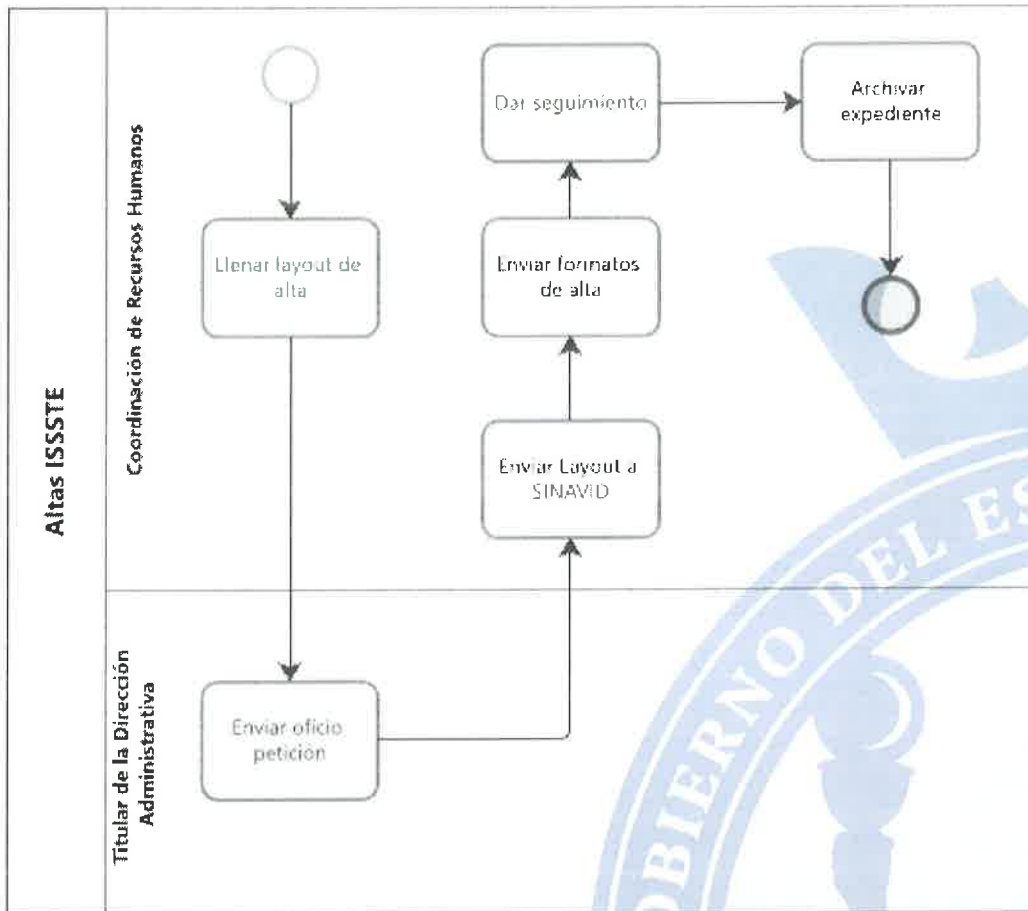 Altas ISSSTE
Coordinación de Recursos Humanos
Llenar layout de
alta
Dar seguimiento
Archivar
expediente
Enviar formatos
de alta
Enviar Layout a
SINAVID
Titular de la Dirección
Administrativa
Enviar oficio
petición
OBIERNO DEL ES